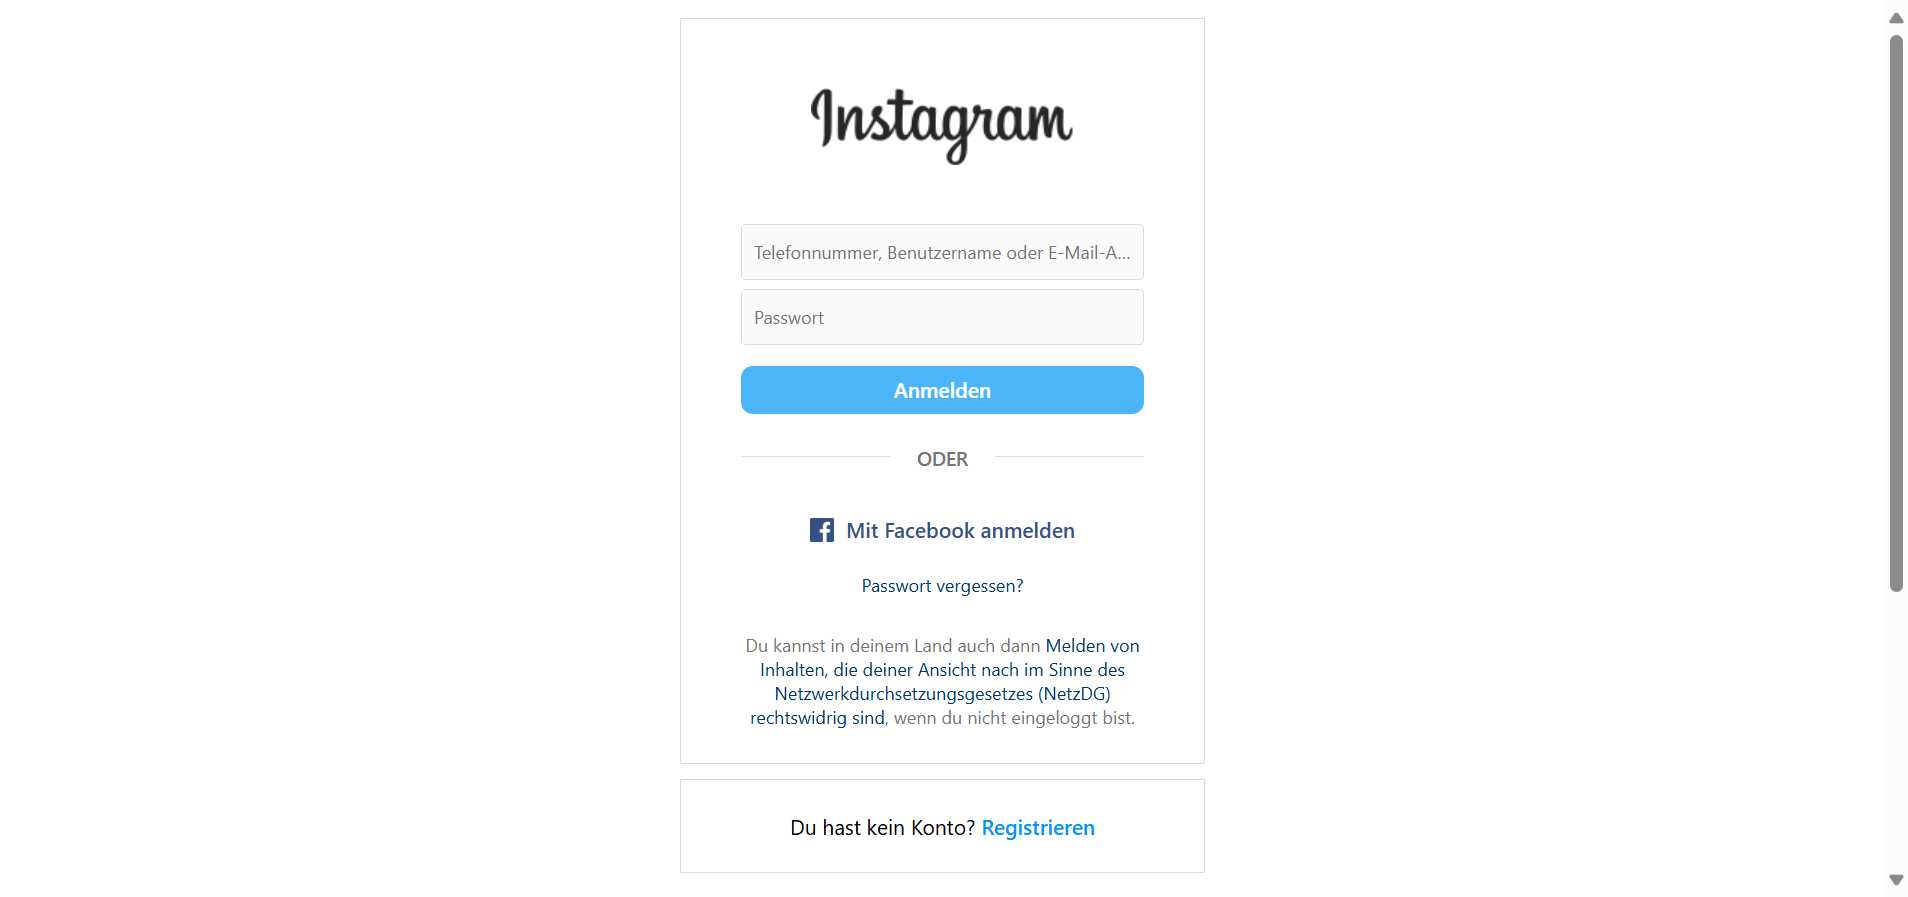 Instagram
Telefonnummer, Benutzername oder E-Mail-A...
Passwort
Anmelden
ODER
Mit Facebook anmelden
Passwort vergessen?
Du kannst in deinem Land auch dann Melden von
Inhalten, die deiner Ansicht nach im Sinne des
Netzwerkdurchsetzungsgesetzes (NetzDG)
rechtswidrig sind, wenn du nicht eingeloggt bist.
Du hast kein Konto? Registrieren